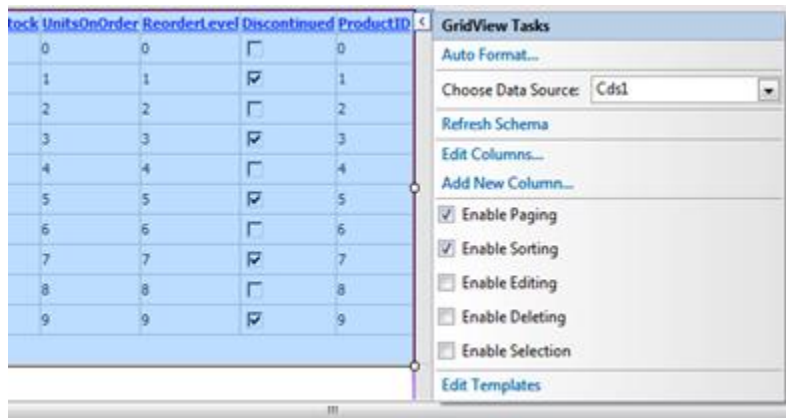 tock UnitsOnOrder ReorderLevel Discontinued ProductID
0 0 0
1 1 1
2 2 2
3 3 3
4 4 4
5 5 5
6 6 6
7 7 7
8 8 8
9 9 9
GridView Tasks
Auto Format...
Choose Data Source: Cds1
Refresh Schema
Edit Columns...
Add New Column...
Enable Paging
Enable Sorting
Enable Editing
Enable Deleting
Enable Selection
Edit Templates